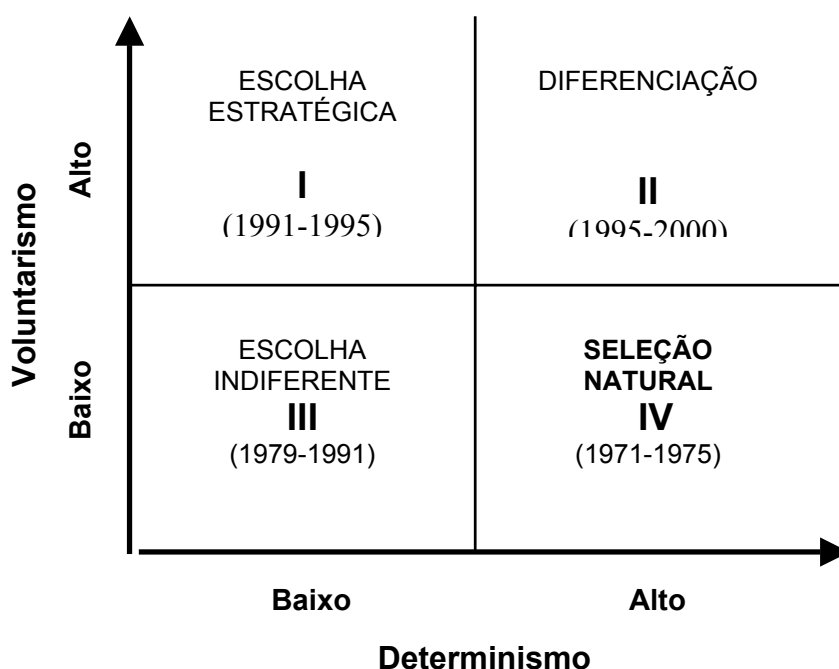 ESCOLHA
ESTRATÉGICA
I
(1991-1995)
DIFERENCIAÇÃO
II
(1995-2000)
ESCOLHA
INDIFERENTE
III
(1979-1991)
SELEÇÃO
NATURAL
IV
(1971-1975)
Voluntarismo
Alto
Baixo
Baixo
Alto
Determinismo